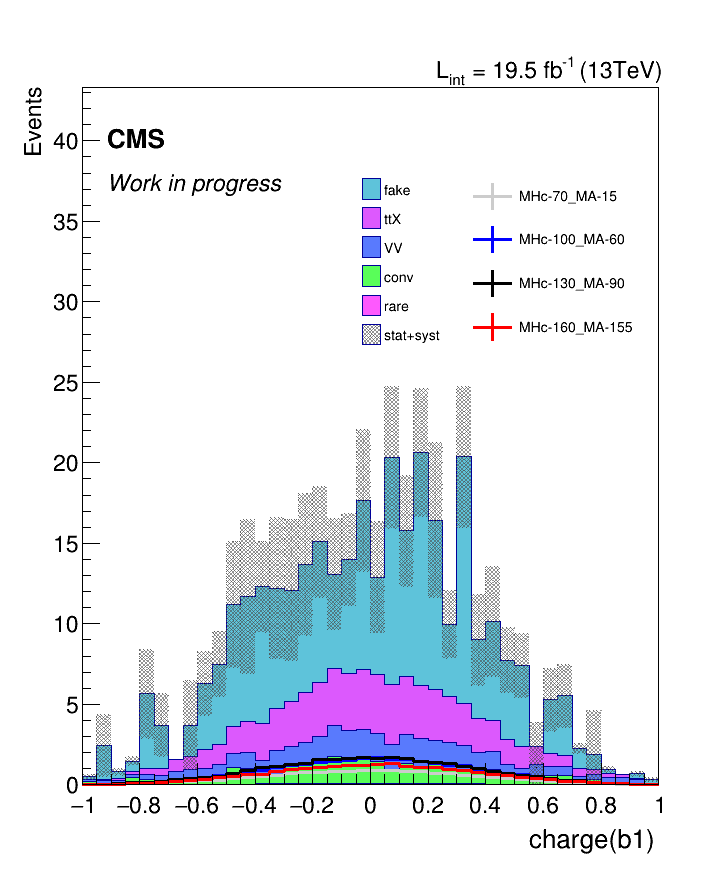 L_int = 19.5 fb^-1 (13TeV)
Events
CMS
Work in progress
fake
ttX
VV
conv
rare
stat+syst
MHc-70_MA-15
MHc-100_MA-60
MHc-130_MA-90
MHc-160_MA-155
40
35
30
25
20
15
10
5
0
−1 −0.8 −0.6 −0.4 −0.2 0 0.2 0.4 0.6 0.8 1
charge(b1)